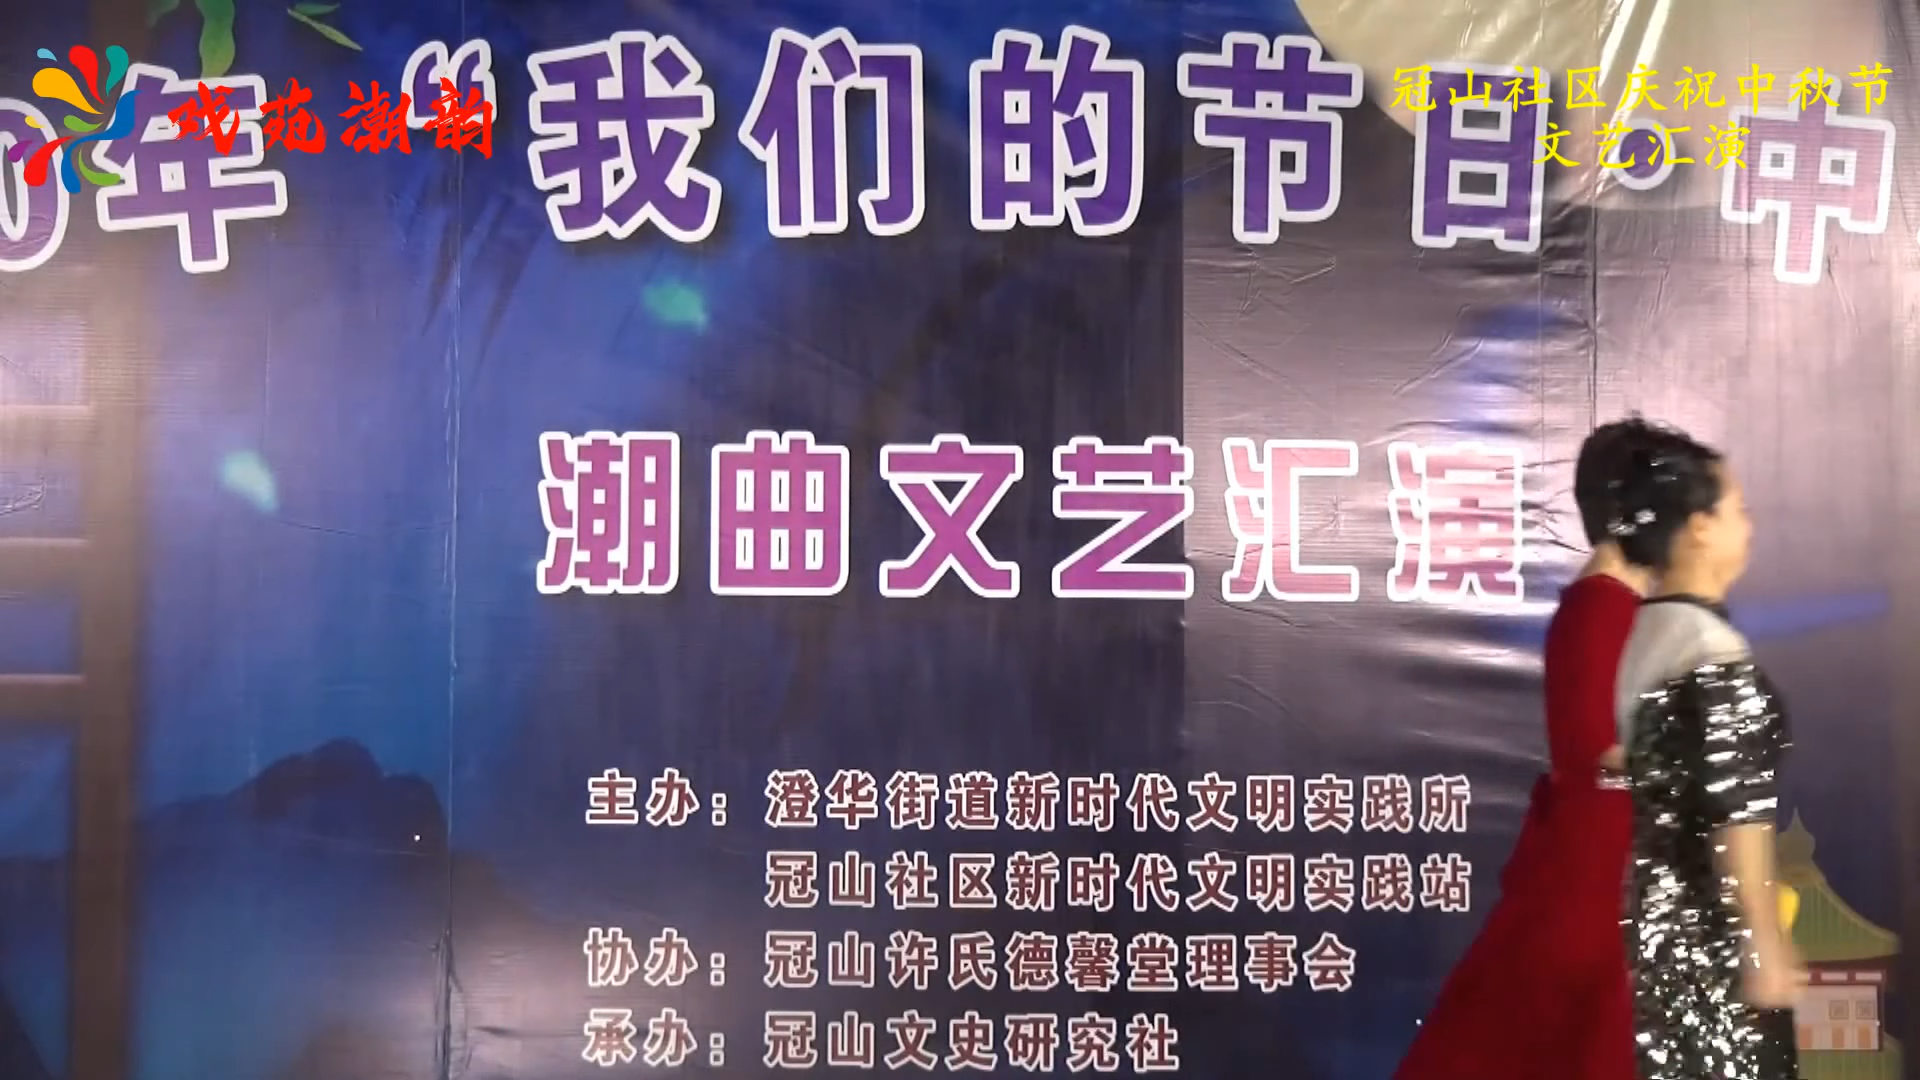 戏苑潮韵
冠山社区庆祝中秋节
文艺汇演
0年“我们的节日·中
潮曲文艺汇演
主办：澄华街道新时代文明实践所
冠山社区新时代文明实践站
协办：冠山许氏德馨堂理事会
承办：冠山文史研究社